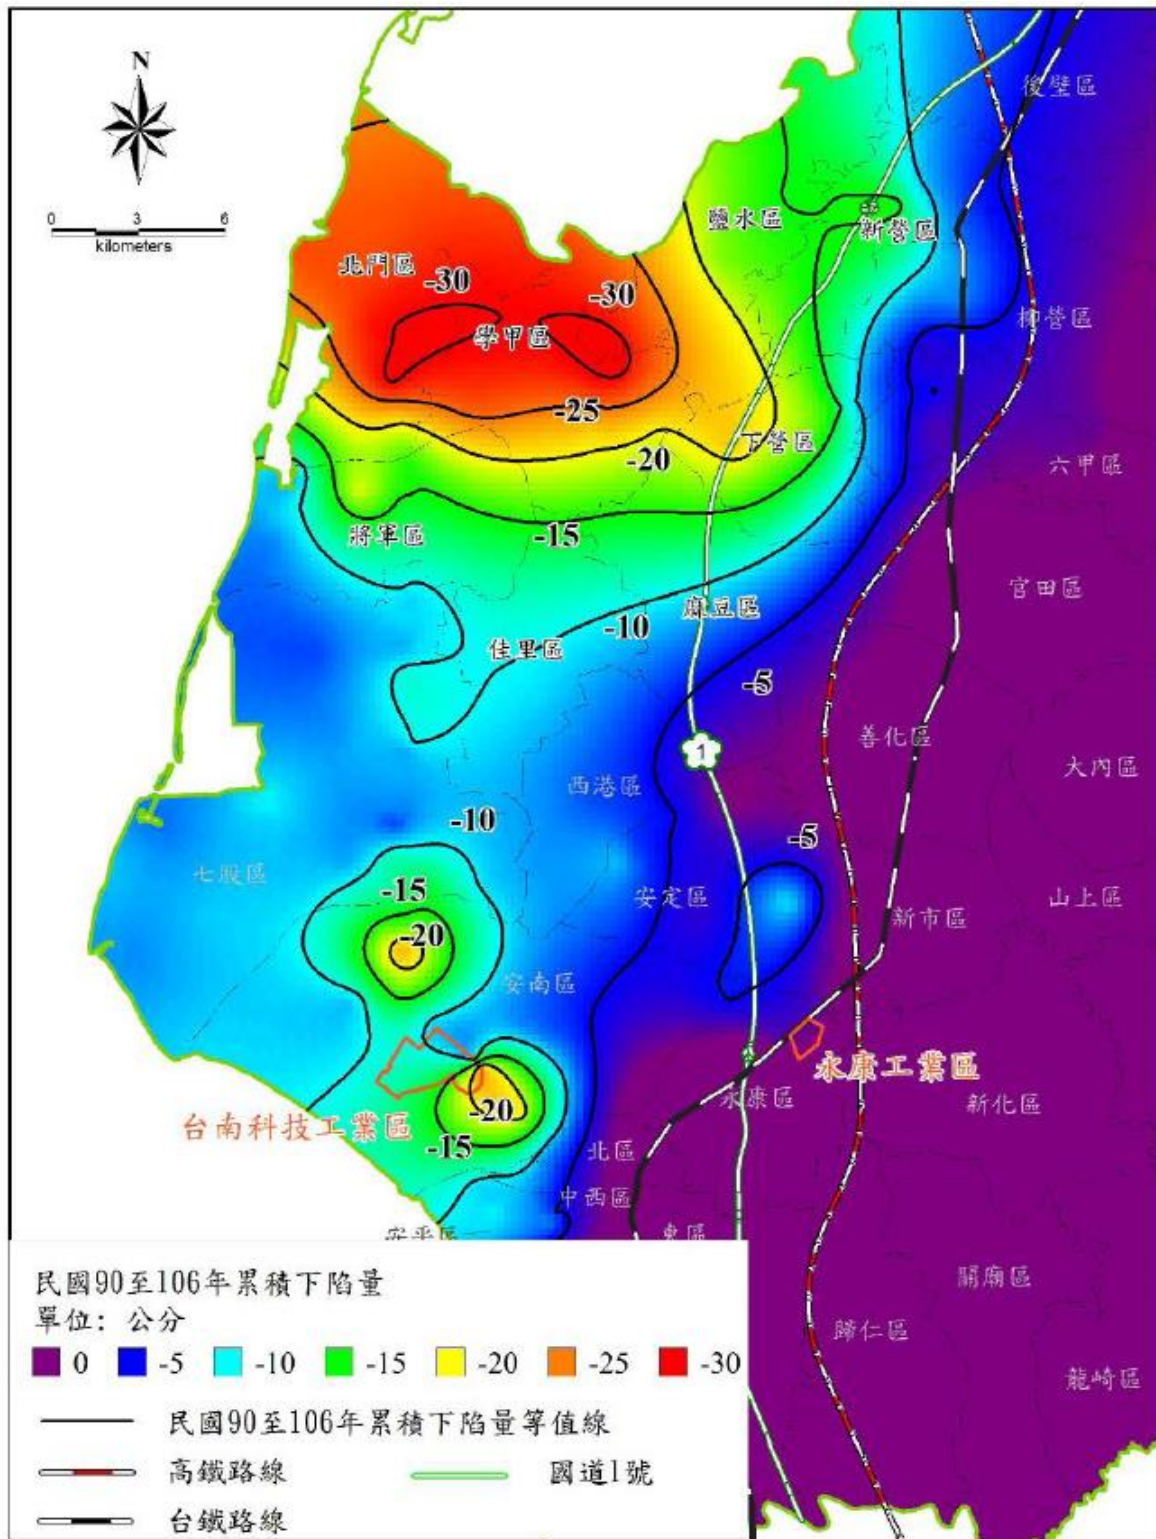 N
0 3 6
kilometers
後壁區
鹽水區
新營區
北門區
-30
-30
學甲區
柳營區
-25
下營區
-20
六甲區
將軍區
-15
官田區
麻豆區
-10
佳里區
-5
善化區
1
大內區
西港區
-10
-5
七股區
-15
安定區
山上區
新市區
-20
安南區
永康工業區
永康區
新化區
-20
台南科技工業區
-15
北區
中西區
東區
安平區
關廟區
歸仁區
龍崎區
民國90至106年累積下陷量
單位: 公分
0 -5 -10 -15 -20 -25 -30
民國90至106年累積下陷量等值線
高鐵路線 國道1號
台鐵路線